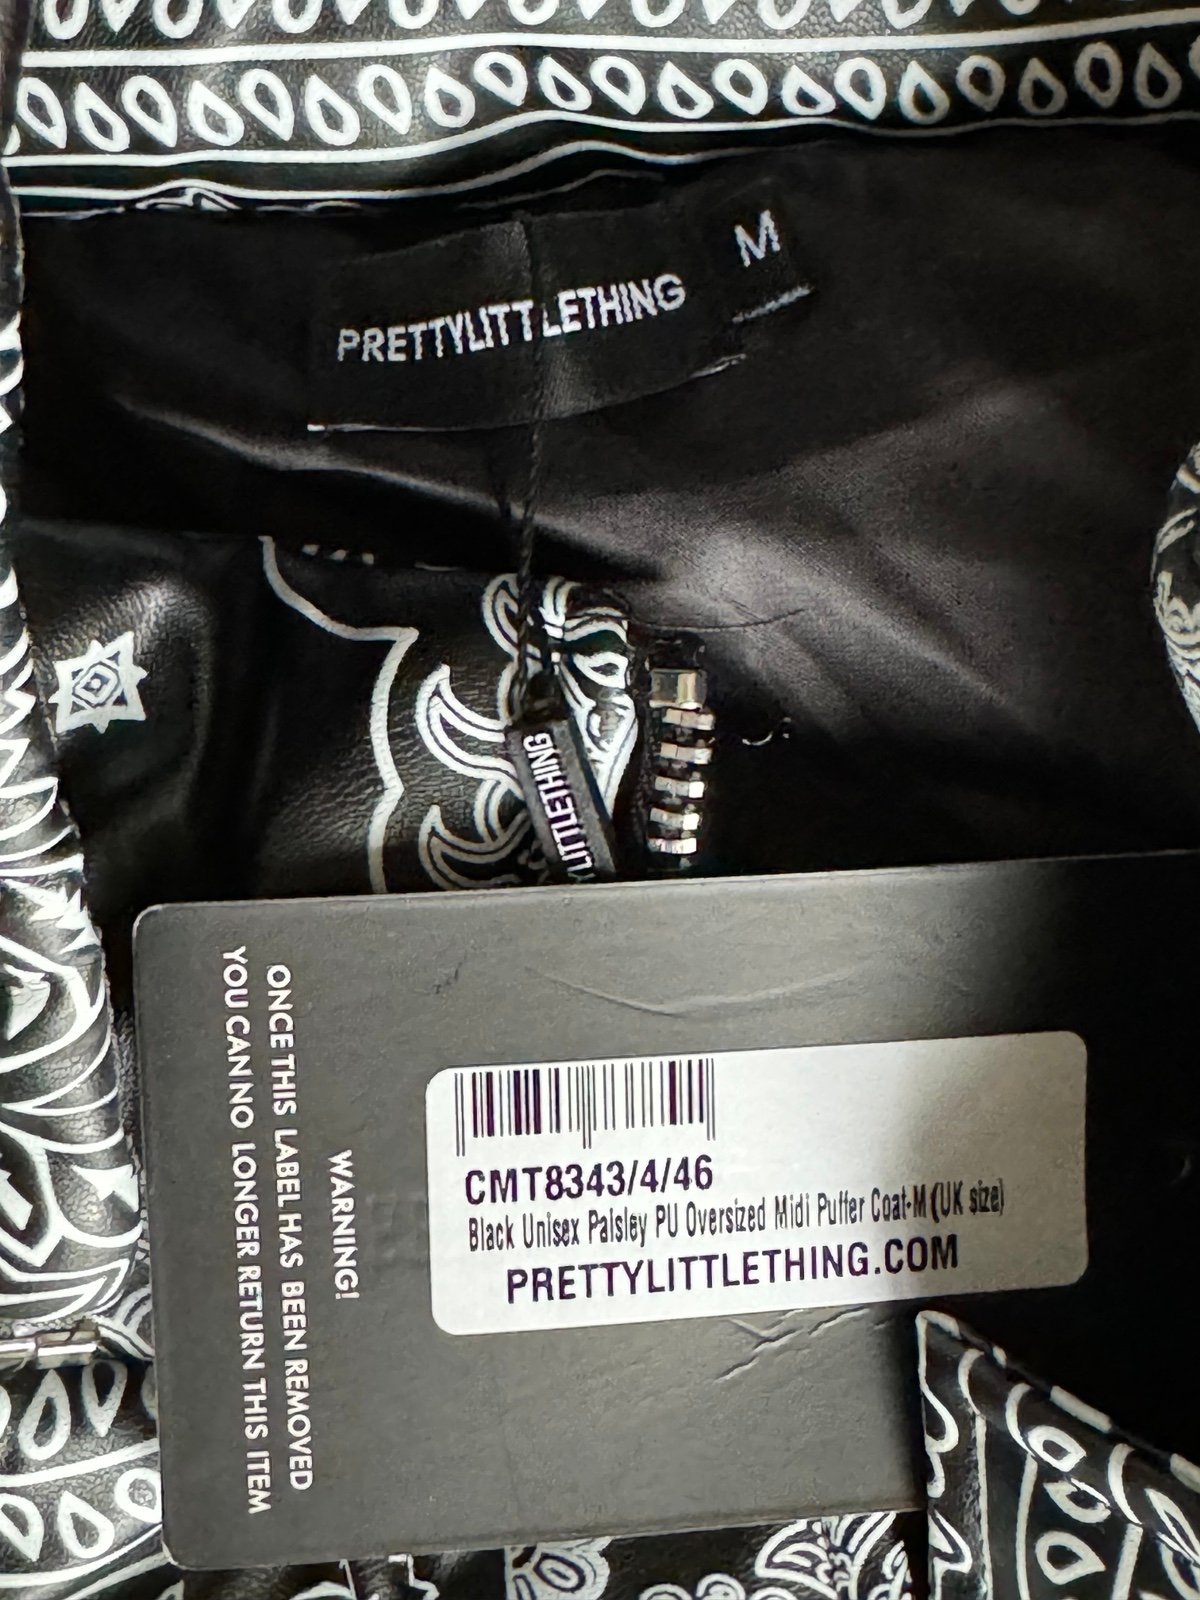 M
PRETTYLITTLETHING
YLITTLETHING
WARNING!
ONCE THIS LABEL HAS BEEN REMOVED
YOU CAN NO LONGER RETURN THIS ITEM
CMT8343/4/46
Black Unisex Paisley PU Oversized Midi Puffer Coat-M (UK size)
PRETTYLITTLETHING.COM